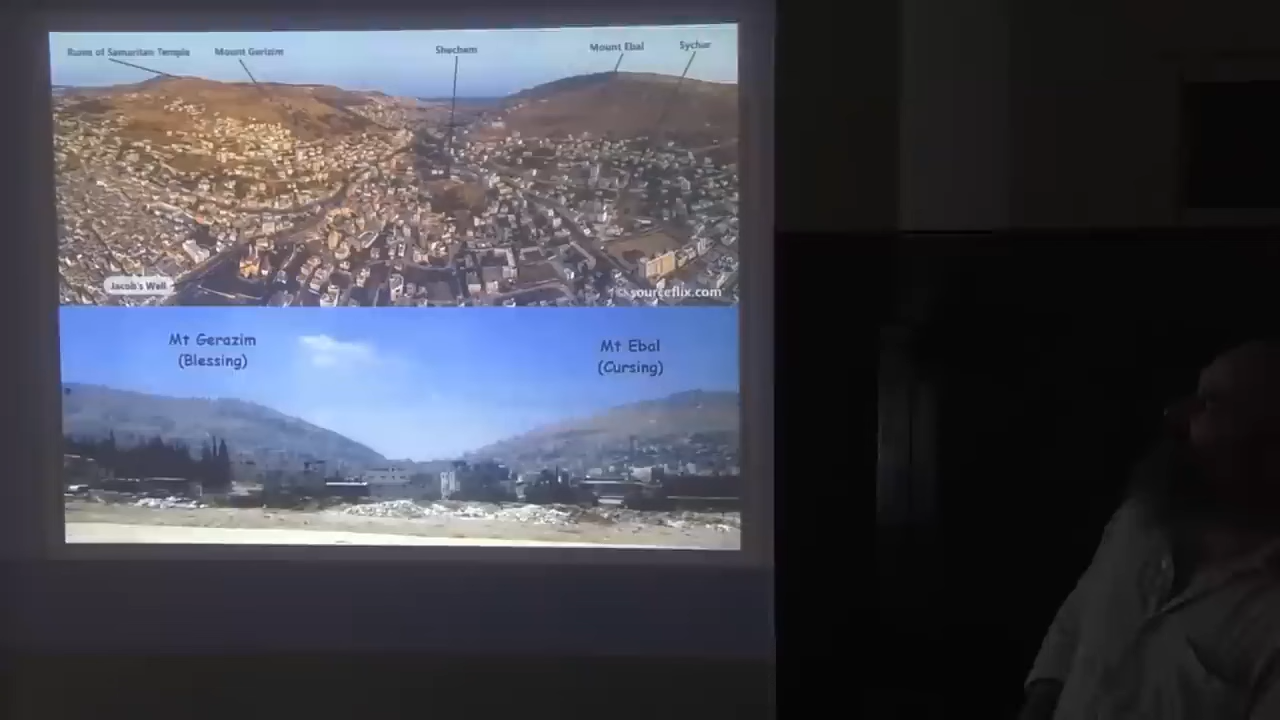 Ruins of Samaritan Temple
Mount Gerizim
Shechem
Mount Ebal
Sychar
Jacob's Well
© sourceflix.com
Mt Gerazim
(Blessing)
Mt Ebal
(Cursing)